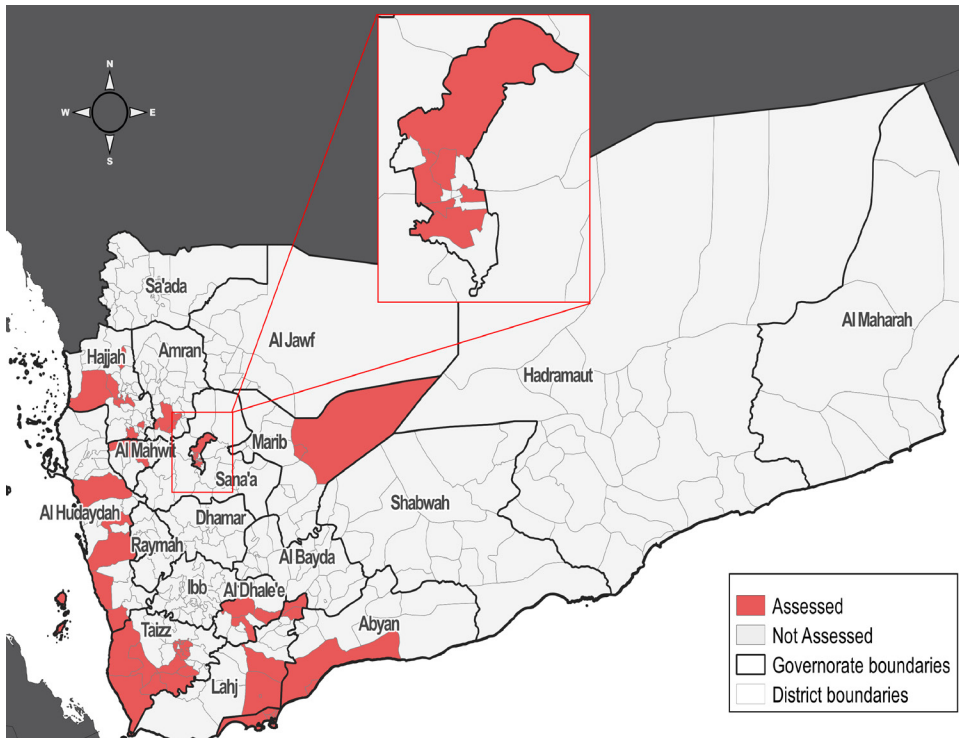 N
W E
S
Sa'ada
Al Jawf
Al Maharah
Hajjah
Amran
Hadramaut
Marib
Al Mahwit
Sana'a
Shabwah
Al Hudaydah
Dhamar
Raymah
Al Bayda
Ibb
Al Dhale'e
Abyan
Taizz
Lahj
Assessed
Not Assessed
Governorate boundaries
District boundaries